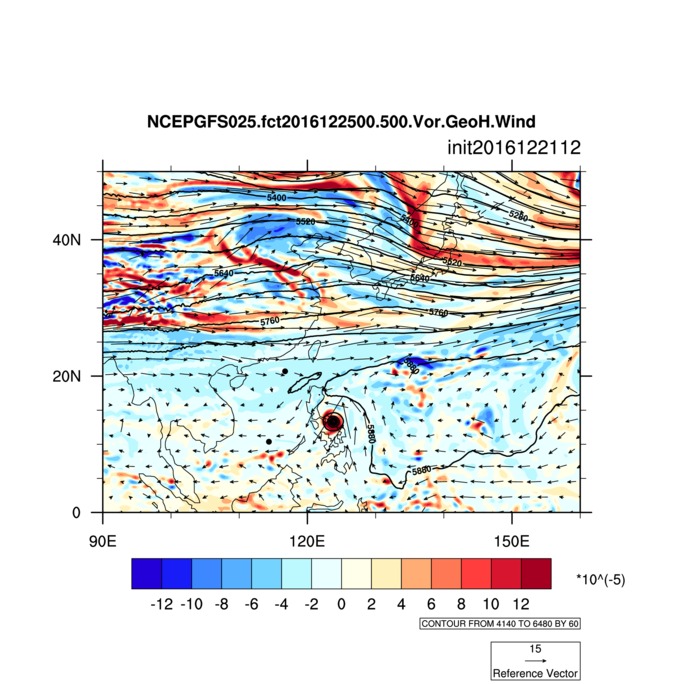 NCEPGFS025.fct2016122500.500.Vor.GeoH.Wind
init2016122112
5400
5280
5520
5400
40N
5520
5640
5640
5760
5760
5880
20N
5880
5880
0
90E 120E 150E
-12 -10 -8 -6 -4 -2 0 2 4 6 8 10 12
*10^(-5)
CONTOUR FROM 4140 TO 6480 BY 60
15
Reference Vector